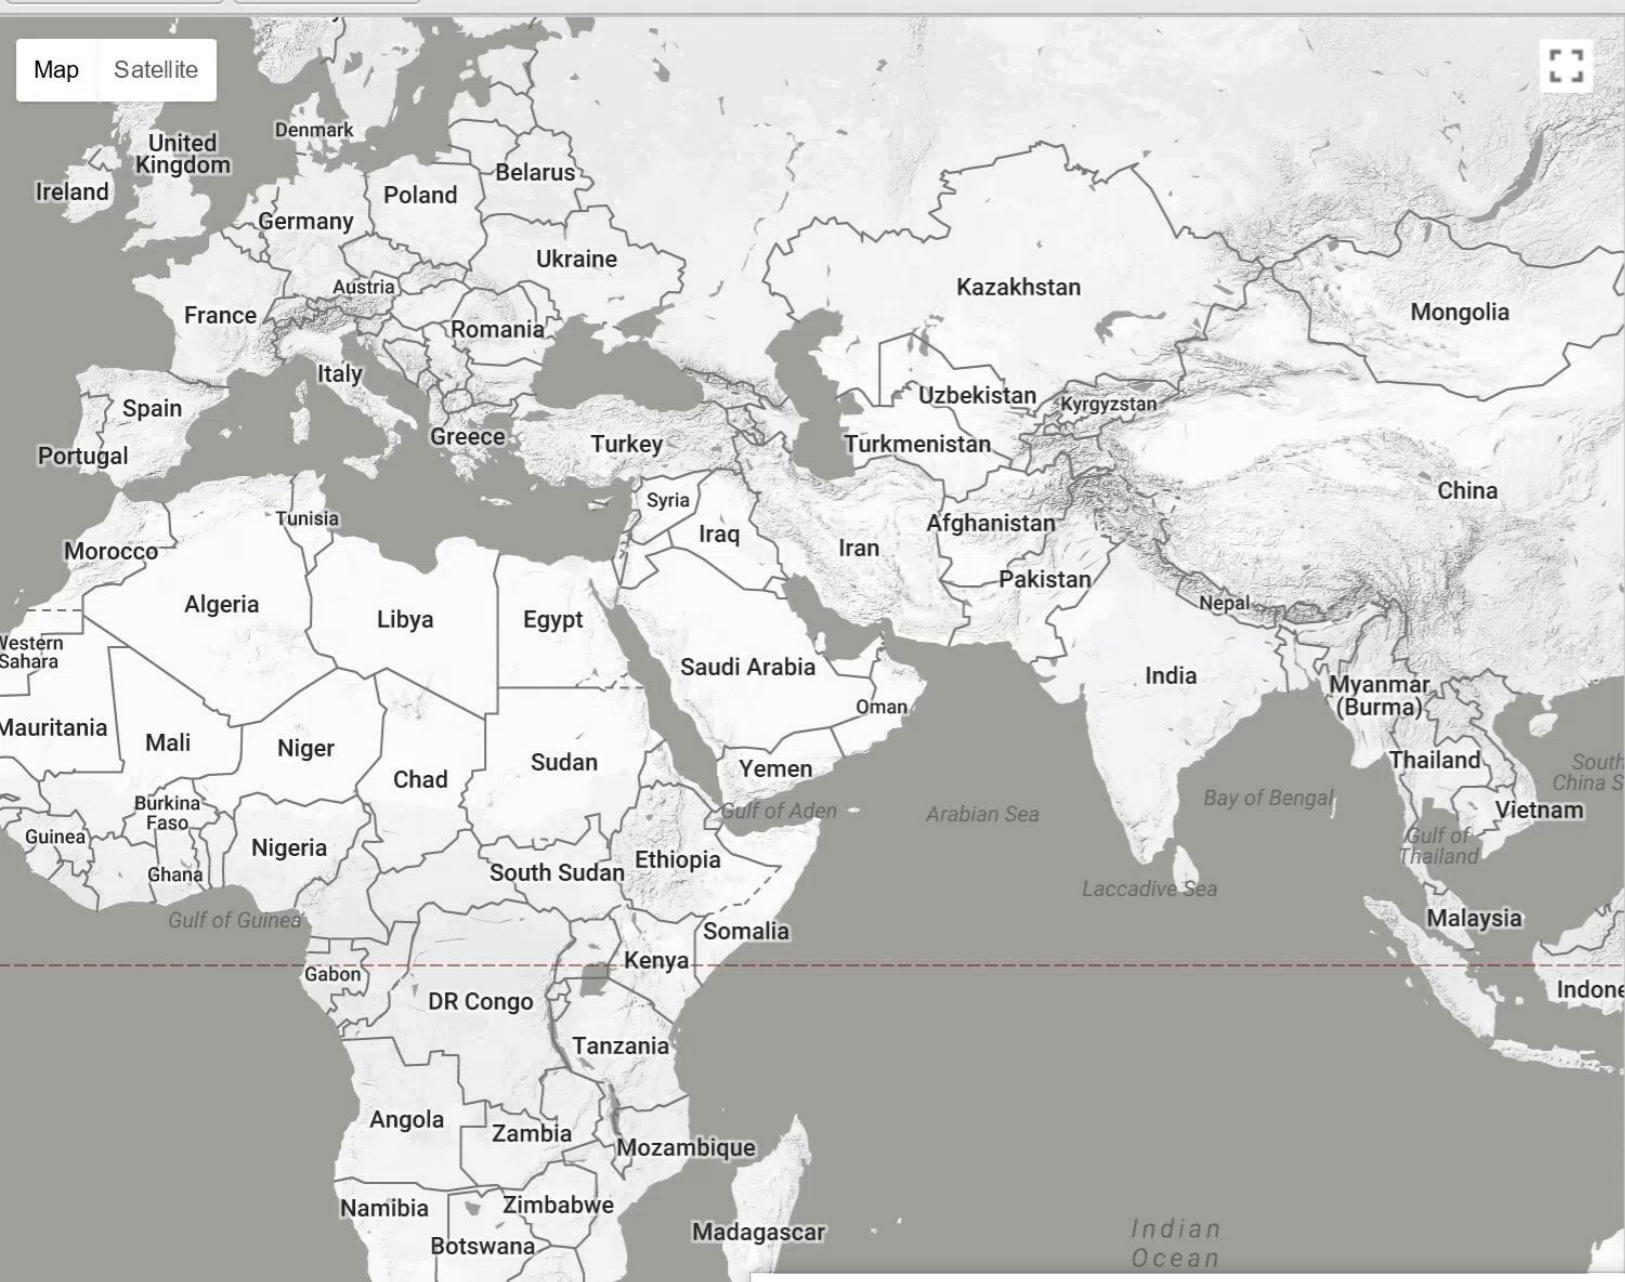 Map
Satellite
Denmark
United
Kingdom
Ireland
Belarus
Poland
Germany
Ukraine
Austria
Kazakhstan
France
Mongolia
Romania
Italy
Uzbekistan
Kyrgyzstan
Spain
Greece
Turkey
Turkmenistan
Portugal
China
Syria
Tunisia
Afghanistan
Iraq
Iran
Morocco
Pakistan
Nepal
Algeria
Libya
Egypt
Western
Sahara
Saudi Arabia
India
Myanmar
(Burma)
Oman
Mauritania
Mali
Niger
Sudan
Thailand
Yemen
Chad
South
China S
Burkina
Faso
Gulf of Aden
Arabian Sea
Bay of Bengal
Vietnam
Guinea
Nigeria
Gulf of
Thailand
Ghana
South Sudan
Ethiopia
Laccadive Sea
Gulf of Guinea
Malaysia
Somalia
Kenya
Gabon
Indone
DR Congo
Tanzania
Angola
Zambia
Mozambique
Namibia
Zimbabwe
Madagascar
Botswana
Indian
Ocean